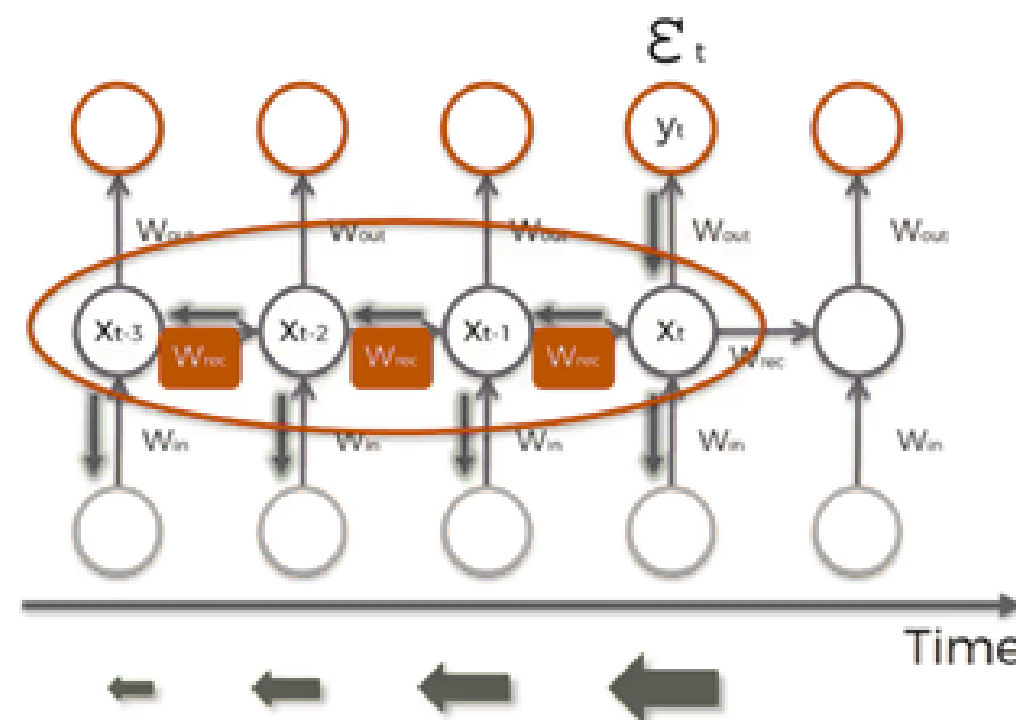 εt
yt
Wout Wout Wout Wout Wout
Xt-3 Xt-2 Xt-1 Xt
Wrec Wrec Wrec Wrec
Win Win Win Win Win
Time